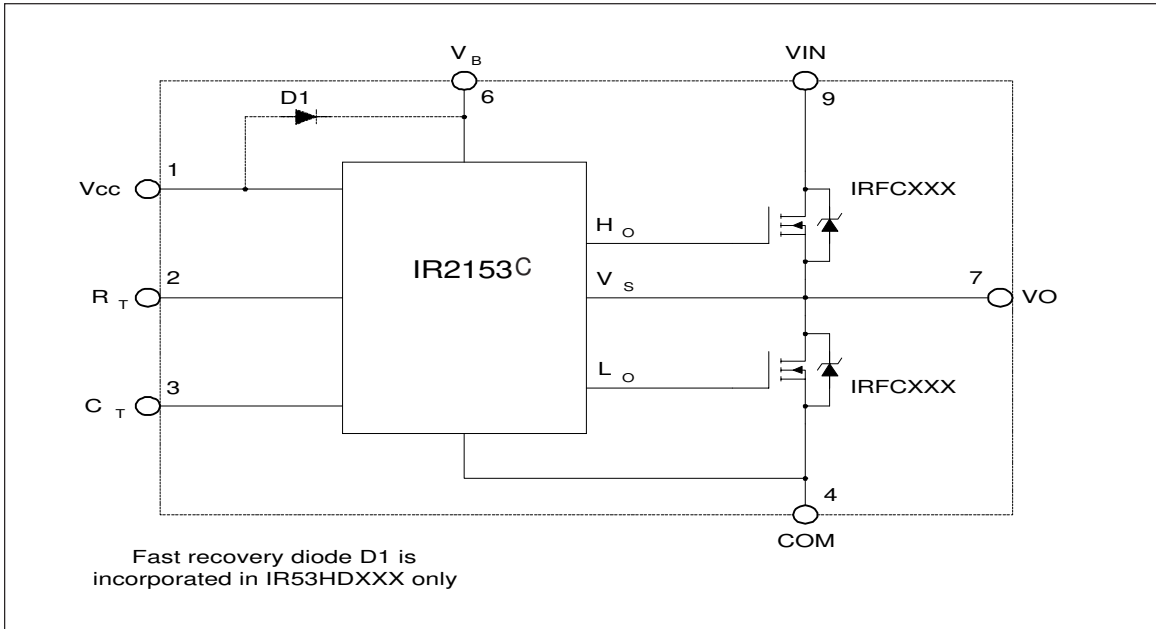 V B
VIN
6
9
D1
1
Vcc
IRFCXXX
H O
IR2153C
2
R T
V S
7
VO
L O
3
C T
IRFCXXX
4
COM
Fast recovery diode D1 is
incorporated in IR53HDXXX only